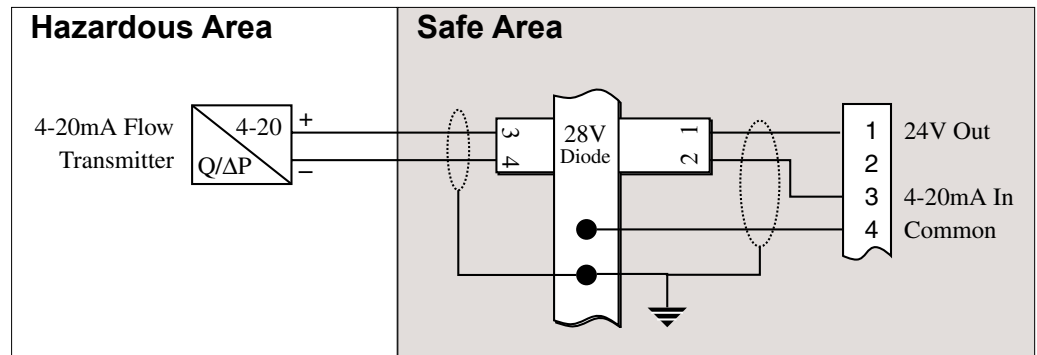 Hazardous Area
Safe Area
4-20mA Flow
Transmitter
4-20
Q/ΔP
+
–
3
4
28V
Diode
1
2
1
2
3
4
24V Out
4-20mA In
Common